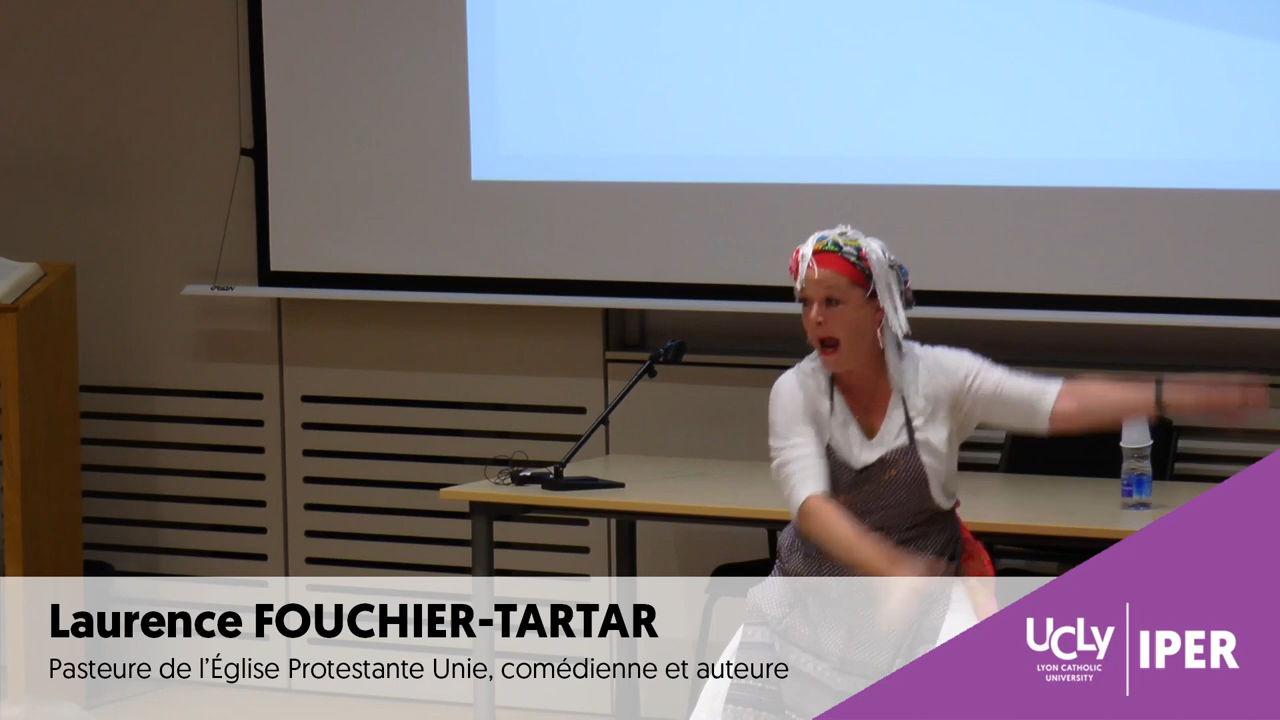 Laurence FOUCHIER-TARTAR
Pasteure de l'Église Protestante Unie, comédienne et auteure
UCLy
LYON CATHOLIC
UNIVERSITY
IPER